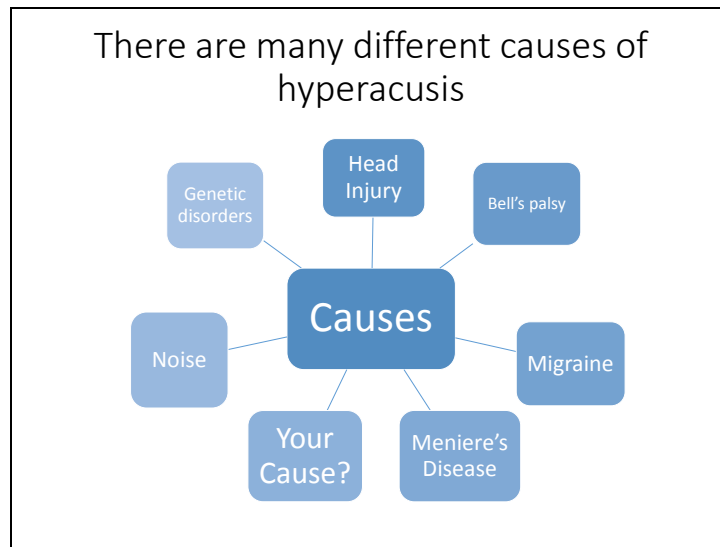 There are many different causes of
hyperacusis
Head
Injury
Genetic
disorders
Bell's palsy
Causes
Noise
Migraine
Your
Cause?
Meniere's
Disease